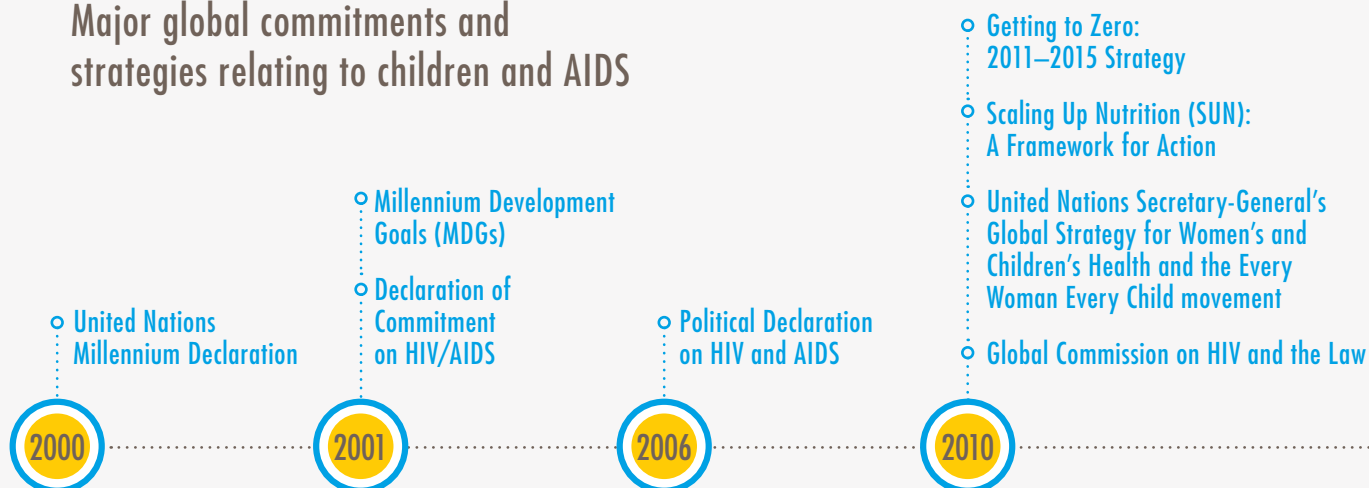 Major global commitments and
strategies relating to children and AIDS
United Nations
Millennium Declaration
2000
Millennium Development
Goals (MDGs)
Declaration of
Commitment
on HIV/AIDS
2001
Political Declaration
on HIV and AIDS
2006
Getting to Zero:
2011–2015 Strategy
Scaling Up Nutrition (SUN):
A Framework for Action
United Nations Secretary-General’s
Global Strategy for Women’s and
Children’s Health and the Every
Woman Every Child movement
Global Commission on HIV and the Law
2010